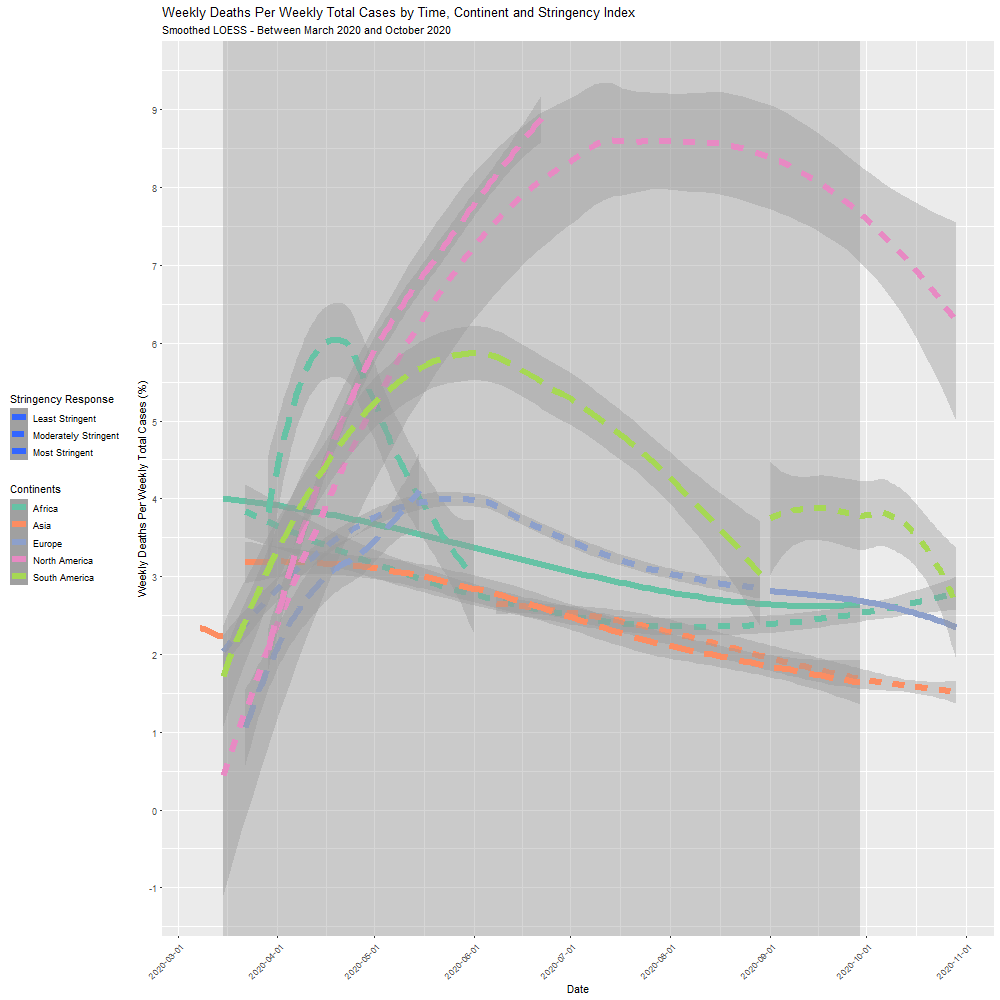 Weekly Deaths Per Weekly Total Cases by Time, Continent and Stringency Index
Smoothed LOESS - Between March 2020 and October 2020
Stringency Response
Least Stringent
Moderately Stringent
Most Stringent
Continents
Africa
Asia
Europe
North America
South America
Weekly Deaths Per Weekly Total Cases (%)
9
8
7
6
5
4
3
2
1
0
-1
2020-03-01
2020-04-01
2020-05-01
2020-06-01
2020-07-01
2020-08-01
2020-09-01
2020-10-01
2020-11-01
Date